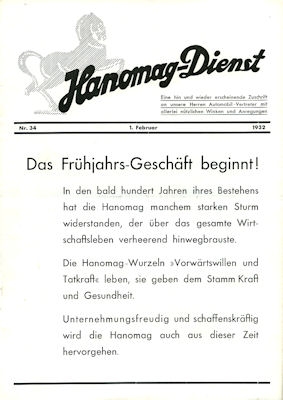 Hanomag=Dienst
Eine hin und wieder erscheinende Zuschrift
an unsere Herren Automobil-Vertreter mit
allerlei nützlichen Winken und Anregungen
Nr. 34 1. Februar 1932
Das Frühjahrs-Geschäft beginnt!
In den bald hundert Jahren ihres Bestehens
hat die Hanomag manchem starken Sturm
widerstanden, der über das gesamte Wirt-
schaftsleben verheerend hinwegbrauste.
Die Hanomag-Wurzeln »Vorwärtswillen und
Tatkraft« leben, sie geben dem Stamm Kraft
und Gesundheit.
Unternehmungsfreudig und schaffenskräftig
wird die Hanomag auch aus dieser Zeit
hervorgehen.